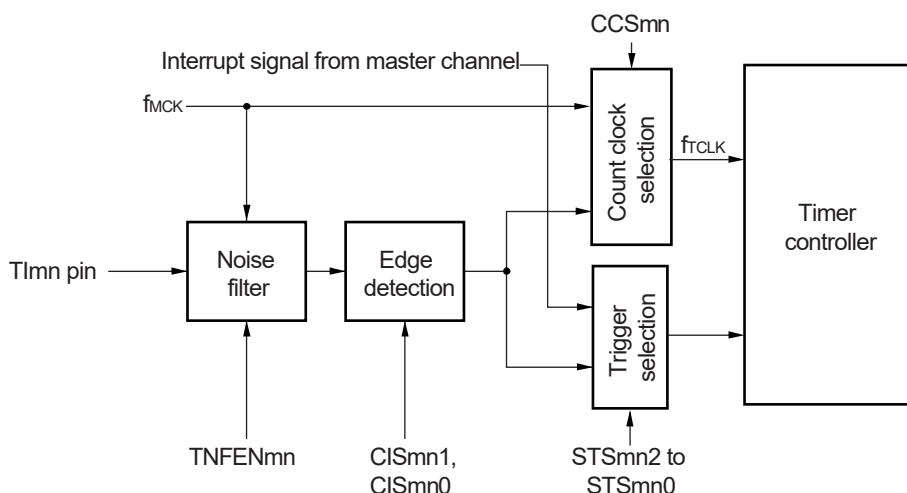 CCSmn
Interrupt signal from master channel
fMCK
Count clock
selection
fTCLK
Timer
controller
TImn pin
Noise
filter
Edge
detection
Trigger
selection
TNFENmn
CISmn1,
CISmn0
STSmn2 to
STSmn0